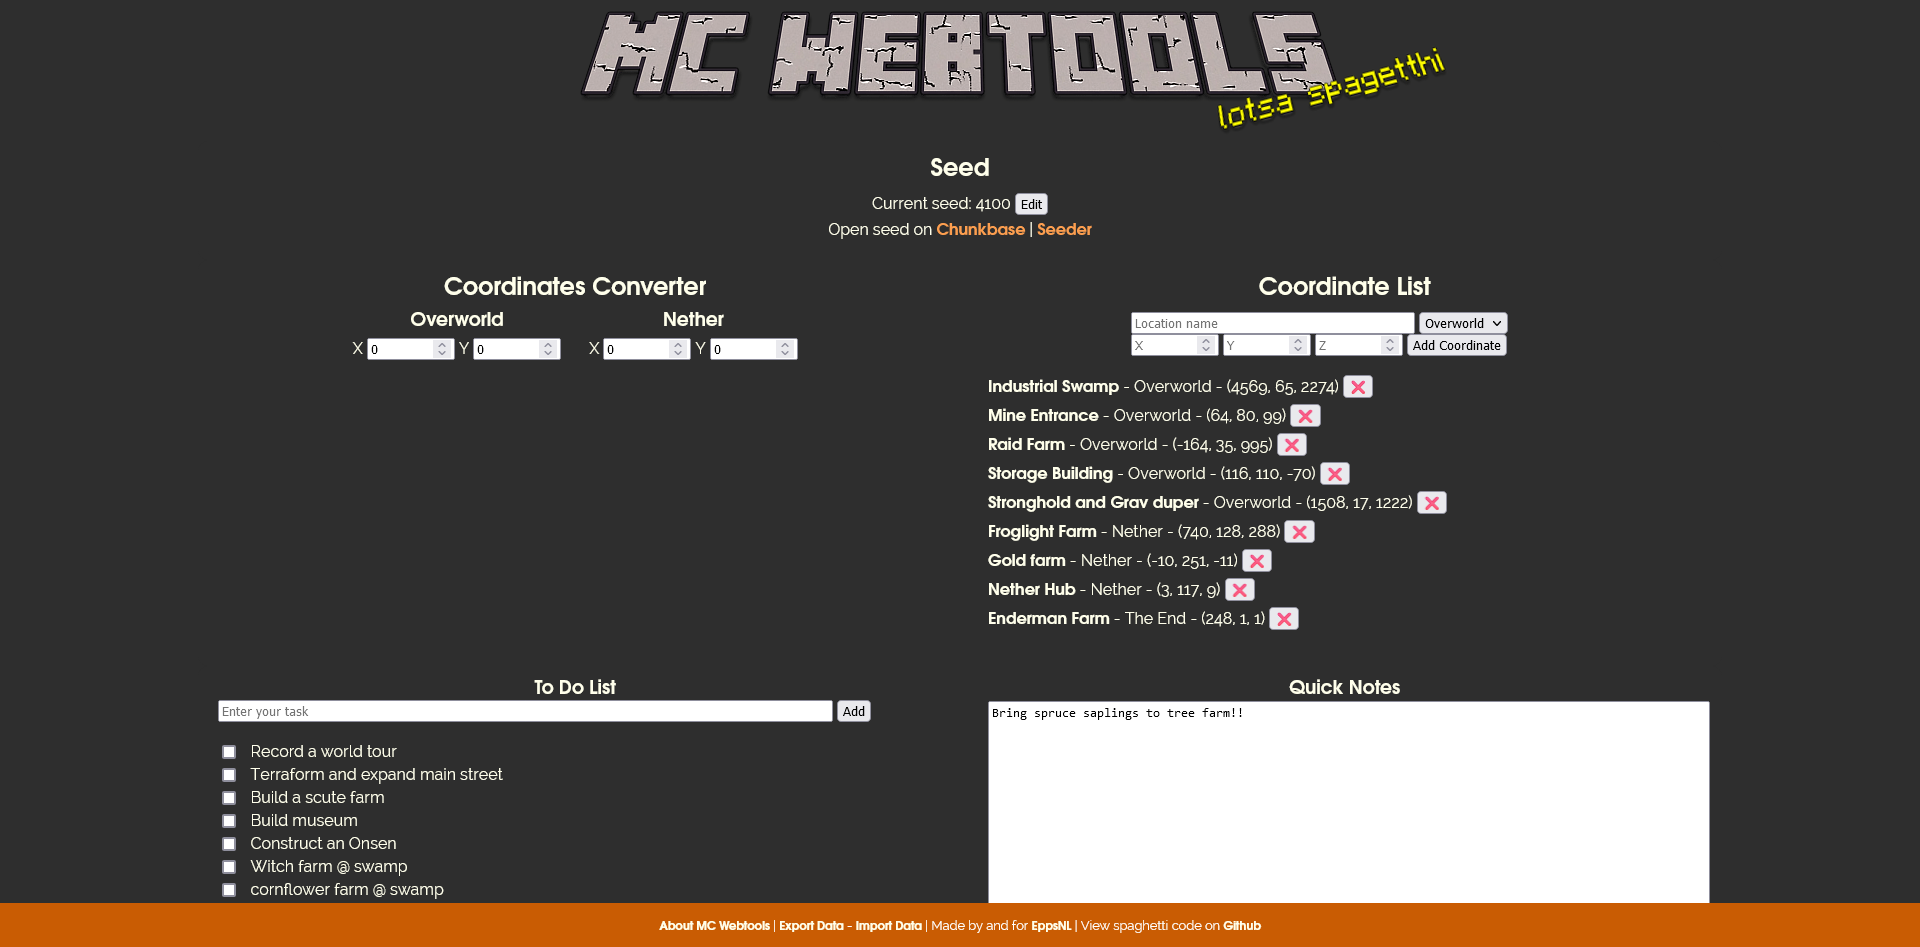 MC WEBTOOLS
lotsa spagetthi
Seed
Current seed: 4100 Edit
Open seed on Chunkbase | Seeder
Coordinates Converter
Overworld Nether
X 0 Y 0 X 0 Y 0
Coordinate List
Location name Overworld
X Y Z Add Coordinate
Industrial Swamp - Overworld - (4569, 65, 2274)
Mine Entrance - Overworld - (64, 80, 99)
Raid Farm - Overworld - (-164, 35, 995)
Storage Building - Overworld - (116, 110, -70)
Stronghold and Grav duper - Overworld - (1508, 17, 1222)
Froglight Farm - Nether - (740, 128, 288)
Gold farm - Nether - (-10, 251, -11)
Nether Hub - Nether - (3, 117, 9)
Enderman Farm - The End - (248, 1, 1)
To Do List
Enter your task Add
Record a world tour
Terraform and expand main street
Build a scute farm
Build museum
Construct an Onsen
Witch farm @ swamp
cornflower farm @ swamp
Quick Notes
Bring spruce saplings to tree farm!!
About MC Webtools | Export Data - Import Data | Made by and for EppsNL | View spaghetti code on Github